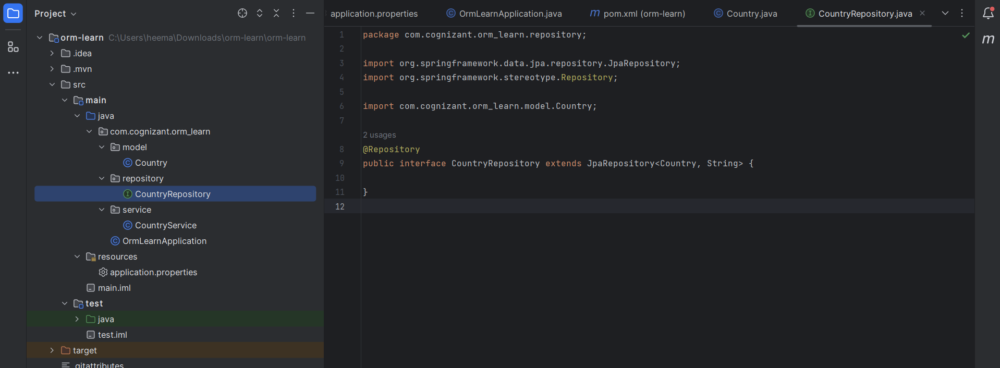 Project
orm-learn C:\Users\heema\Downloads\orm-learn\orm-learn
.idea
.mvn
src
main
java
com.cognizant.orm_learn
model
Country
repository
CountryRepository
service
CountryService
OrmLearnApplication
resources
application.properties
main.iml
test
java
test.iml
target
.gitattributes
application.properties OrmLearnApplication.java m pom.xml (orm-learn) Country.java CountryRepository.java
1 package com.cognizant.orm_learn.repository;
2
3 import org.springframework.data.jpa.repository.JpaRepository;
4 import org.springframework.stereotype.Repository;
5
6 import com.cognizant.orm_learn.model.Country;
7
2 usages
8 @Repository
9 public interface CountryRepository extends JpaRepository<Country, String> {
10
11 }
12
m